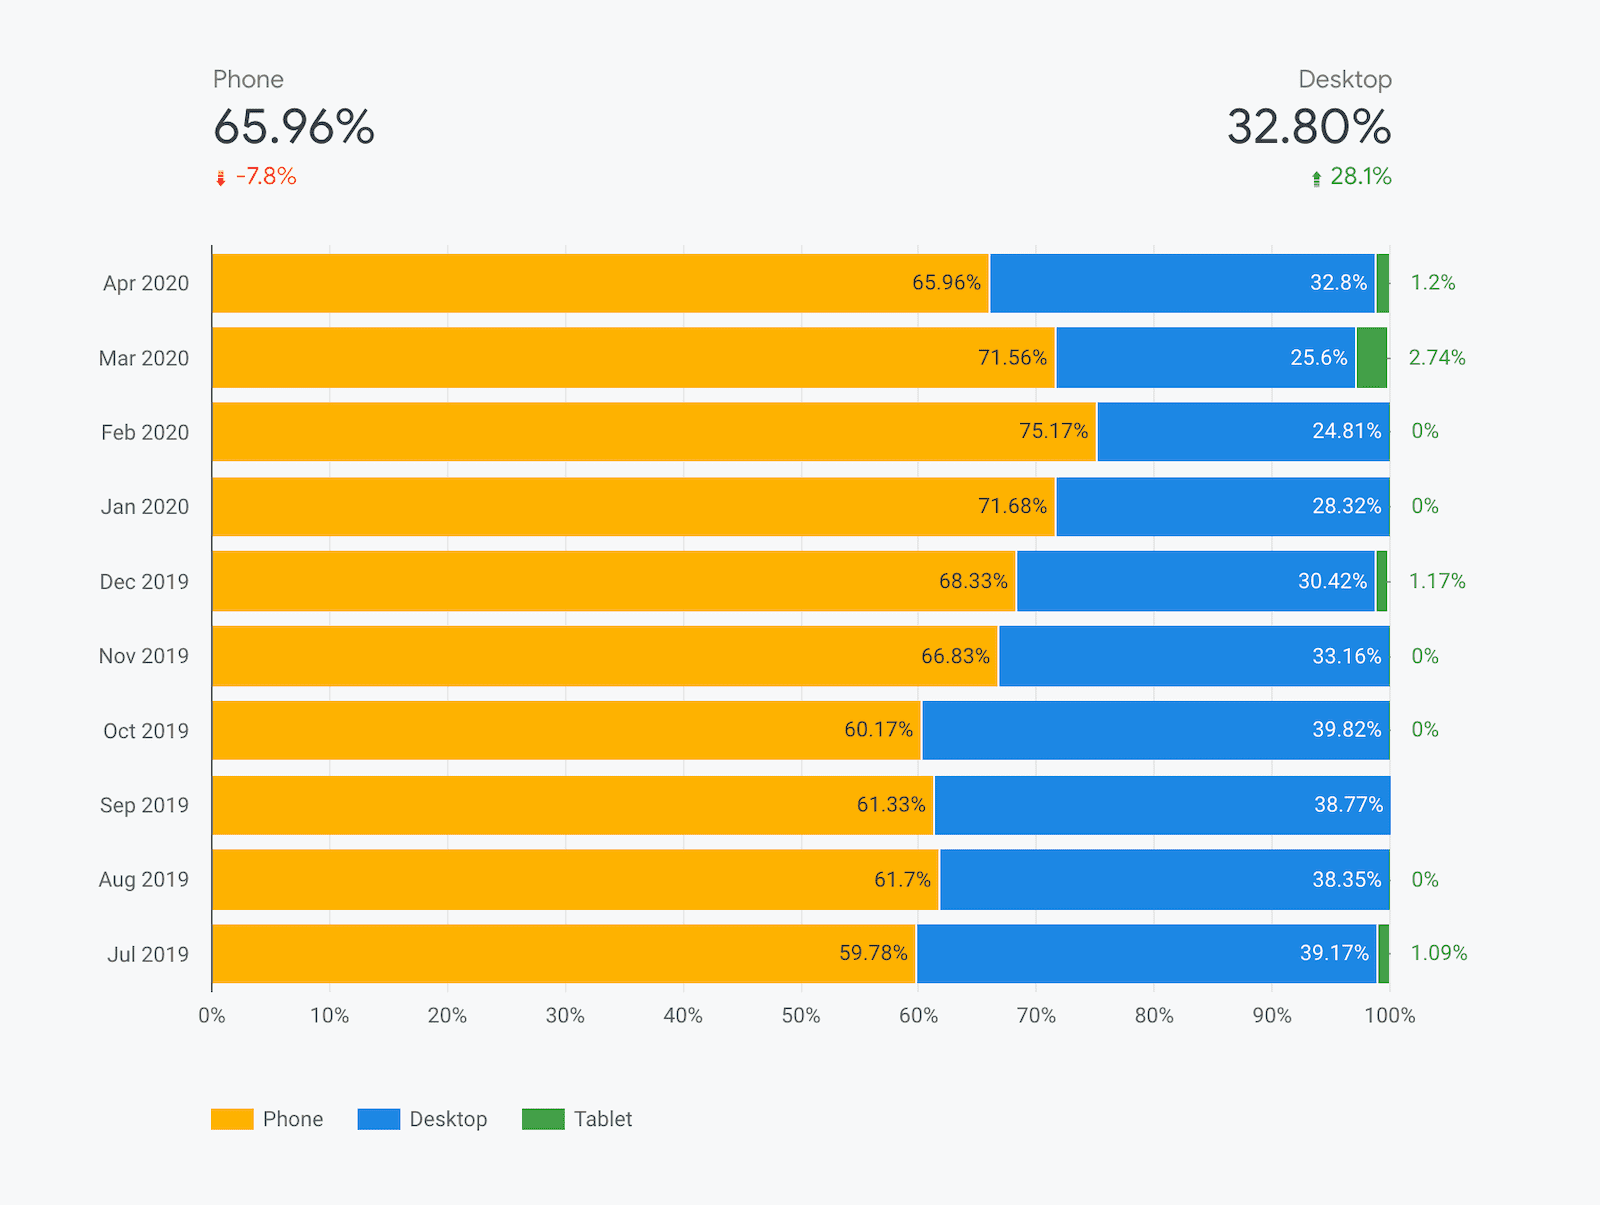 Phone Desktop
65.96% 32.80%
-7.8% 28.1%
Apr 2020 65.96% 32.8% 1.2%
Mar 2020 71.56% 25.6% 2.74%
Feb 2020 75.17% 24.81% 0%
Jan 2020 71.68% 28.32% 0%
Dec 2019 68.33% 30.42% 1.17%
Nov 2019 66.83% 33.16% 0%
Oct 2019 60.17% 39.82% 0%
Sep 2019 61.33% 38.77%
Aug 2019 61.7% 38.35% 0%
Jul 2019 59.78% 39.17% 1.09%
0% 10% 20% 30% 40% 50% 60% 70% 80% 90% 100%
Phone Desktop Tablet